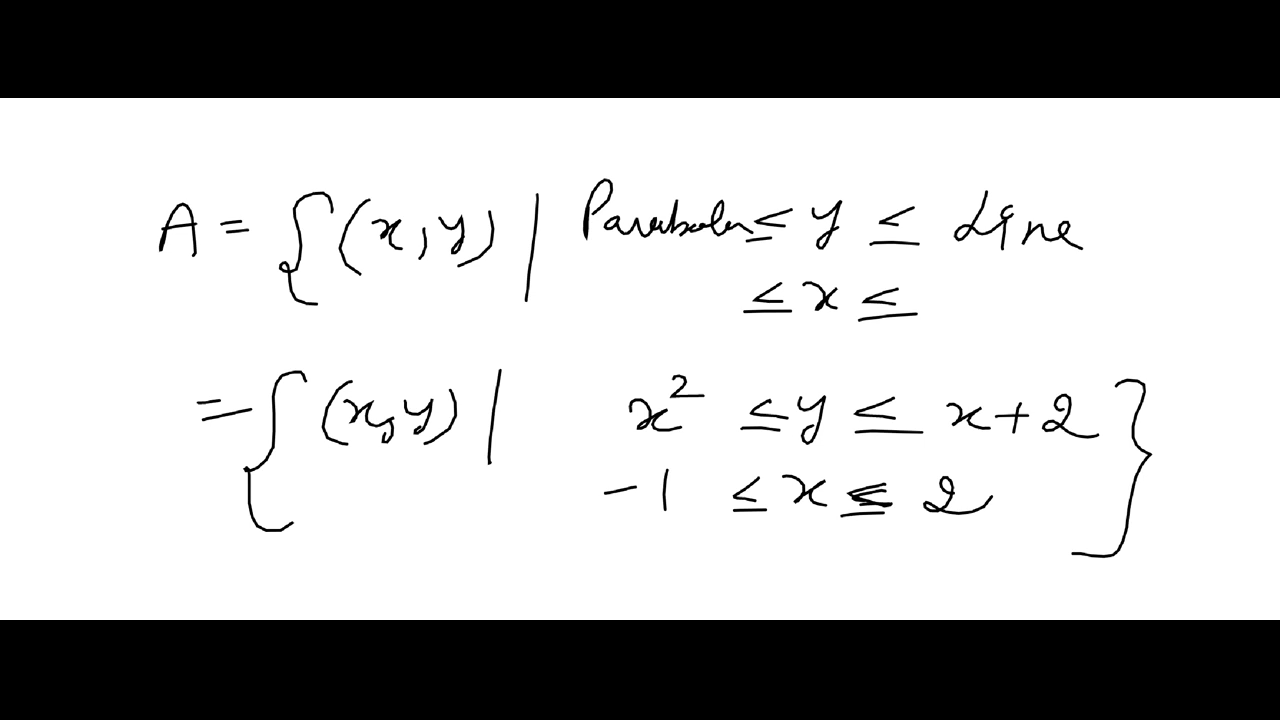 A = { (x, y) | Parabola ≤ y ≤ Line
≤ x ≤
= { (x, y) | x² ≤ y ≤ x + 2 }
-1 ≤ x ≤ 2